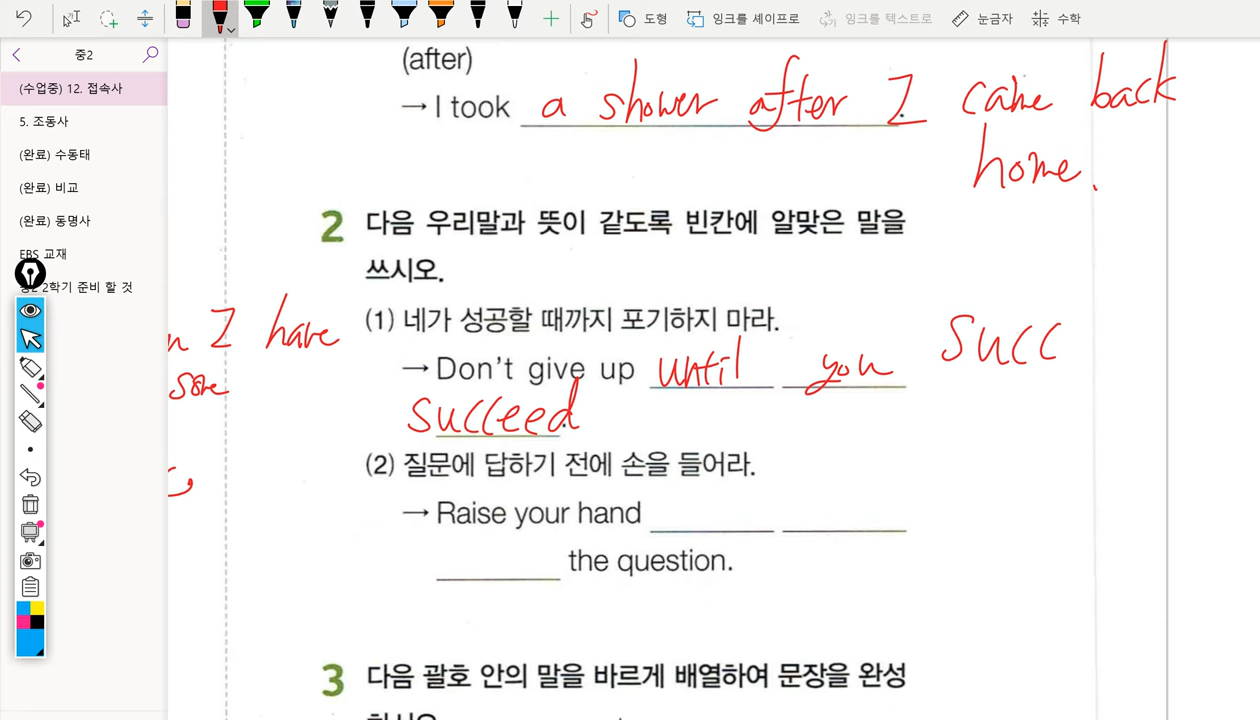 도형
잉크를 셰이프로
잉크를 텍스트로
눈금자
수학
중2
(수업중) 12. 접속사
5. 조동사
(완료) 수동태
(완료) 비교
(완료) 동명사
EBS 교재
중2 2학기 준비 할 것
(after)
→ I took a shower after I came back
home.
2 다음 우리말과 뜻이 같도록 빈칸에 알맞은 말을
쓰시오.
I have
(1) 네가 성공할 때까지 포기하지 마라.
→ Don't give up until you succ
succeed.
(2) 질문에 답하기 전에 손을 들어라.
→ Raise your hand
the question.
3 다음 괄호 안의 말을 바르게 배열하여 문장을 완성